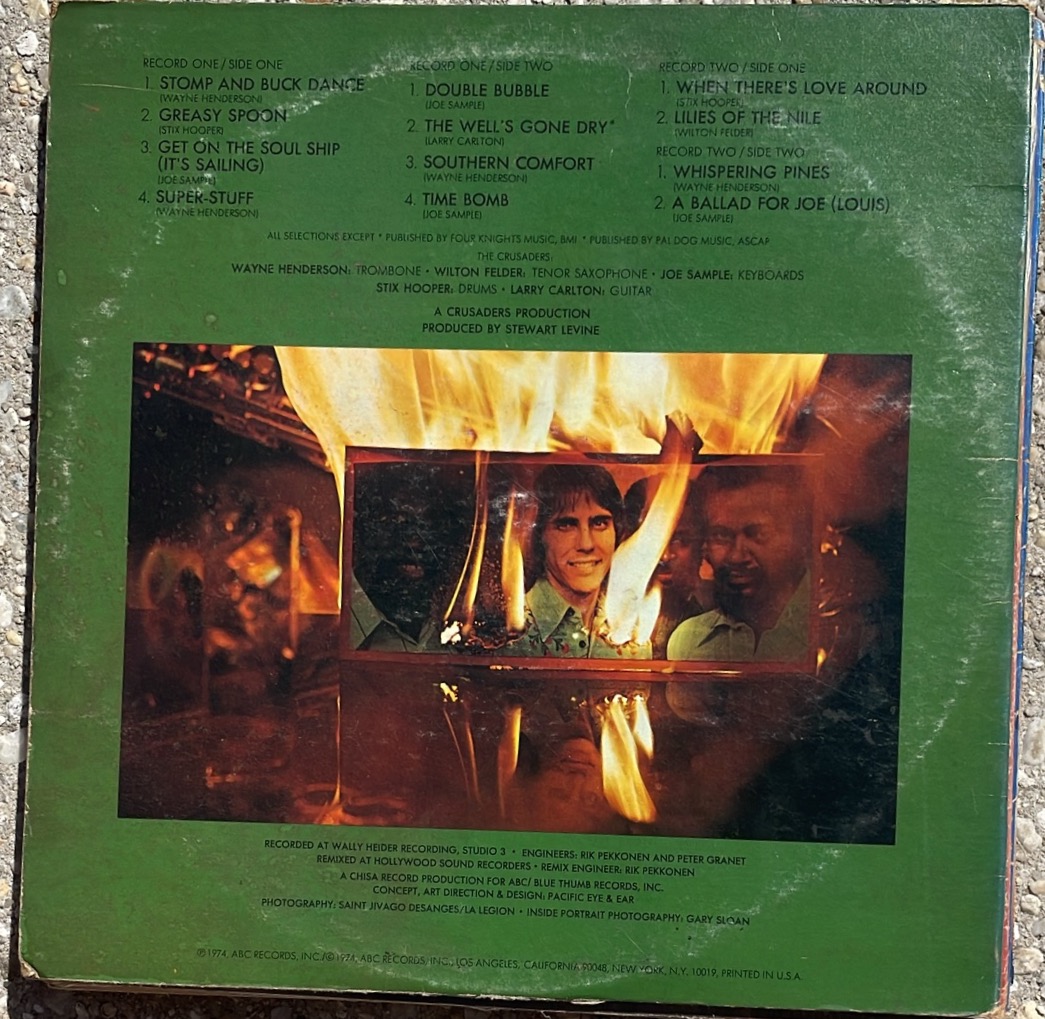 RECORD ONE / SIDE ONE
1. STOMP AND BUCK DANCE
(WAYNE HENDERSON)
2. GREASY SPOON
(STIX HOOPER)
3. GET ON THE SOUL SHIP
(IT'S SAILING)
(JOE SAMPLE)
4. SUPER-STUFF
(WAYNE HENDERSON)
RECORD ONE / SIDE TWO
1. DOUBLE BUBBLE
(JOE SAMPLE)
2. THE WELL'S GONE DRY*
(LARRY CARLTON)
3. SOUTHERN COMFORT
(WAYNE HENDERSON)
4. TIME BOMB
(JOE SAMPLE)
RECORD TWO / SIDE ONE
1. WHEN THERE'S LOVE AROUND
(STIX HOOPER)
2. LILIES OF THE NILE
(WILTON FELDER)
RECORD TWO / SIDE TWO
1. WHISPERING PINES
(WAYNE HENDERSON)
2. A BALLAD FOR JOE (LOUIS)
(JOE SAMPLE)
ALL SELECTIONS EXCEPT * PUBLISHED BY FOUR KNIGHTS MUSIC, BMI * PUBLISHED BY PAL DOG MUSIC, ASCAP
THE CRUSADERS:
WAYNE HENDERSON: TROMBONE • WILTON FELDER: TENOR SAXOPHONE • JOE SAMPLE: KEYBOARDS
STIX HOOPER: DRUMS • LARRY CARLTON: GUITAR
A CRUSADERS PRODUCTION
PRODUCED BY STEWART LEVINE
RECORDED AT WALLY HEIDER RECORDING, STUDIO 3 • ENGINEERS: RIK PEKKONEN AND PETER GRANET
REMIXED AT HOLLYWOOD SOUND RECORDERS • REMIX ENGINEER: RIK PEKKONEN
A CHISA RECORD PRODUCTION FOR ABC/ BLUE THUMB RECORDS, INC.
CONCEPT, ART DIRECTION & DESIGN: PACIFIC EYE & EAR
PHOTOGRAPHY: SAINT JIVAGO DESANGES/LA LEGION • INSIDE PORTRAIT PHOTOGRAPHY: GARY SLOAN
℗1974, ABC RECORDS, INC./©1974, ABC RECORDS, INC., LOS ANGELES, CALIFORNIA 90048, NEW YORK, N.Y. 10019, PRINTED IN U.S.A.